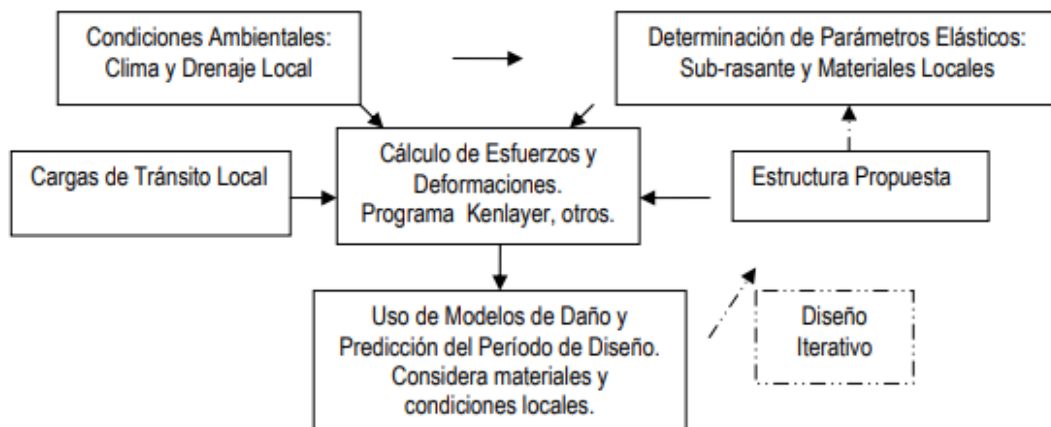 Condiciones Ambientales:
Clima y Drenaje Local
Determinación de Parámetros Elásticos:
Sub-rasante y Materiales Locales
Cargas de Tránsito Local
Cálculo de Esfuerzos y
Deformaciones.
Programa Kenlayer, otros.
Estructura Propuesta
Uso de Modelos de Daño y
Predicción del Período de Diseño.
Considera materiales y
condiciones locales.
Diseño
Iterativo